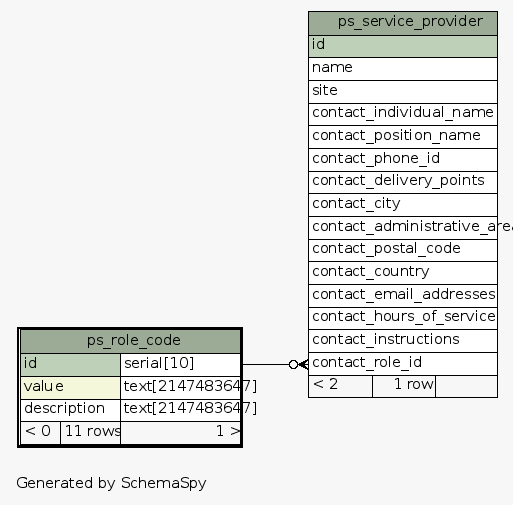 ps_service_provider
id
name
site
contact_individual_name
contact_position_name
contact_phone_id
contact_delivery_points
contact_city
contact_administrative_area
contact_postal_code
contact_country
contact_email_addresses
contact_hours_of_service
contact_instructions
contact_role_id
< 2 1 row
ps_role_code
id serial[10]
value text[2147483647]
description text[2147483647]
< 0 11 rows 1 >
Generated by SchemaSpy